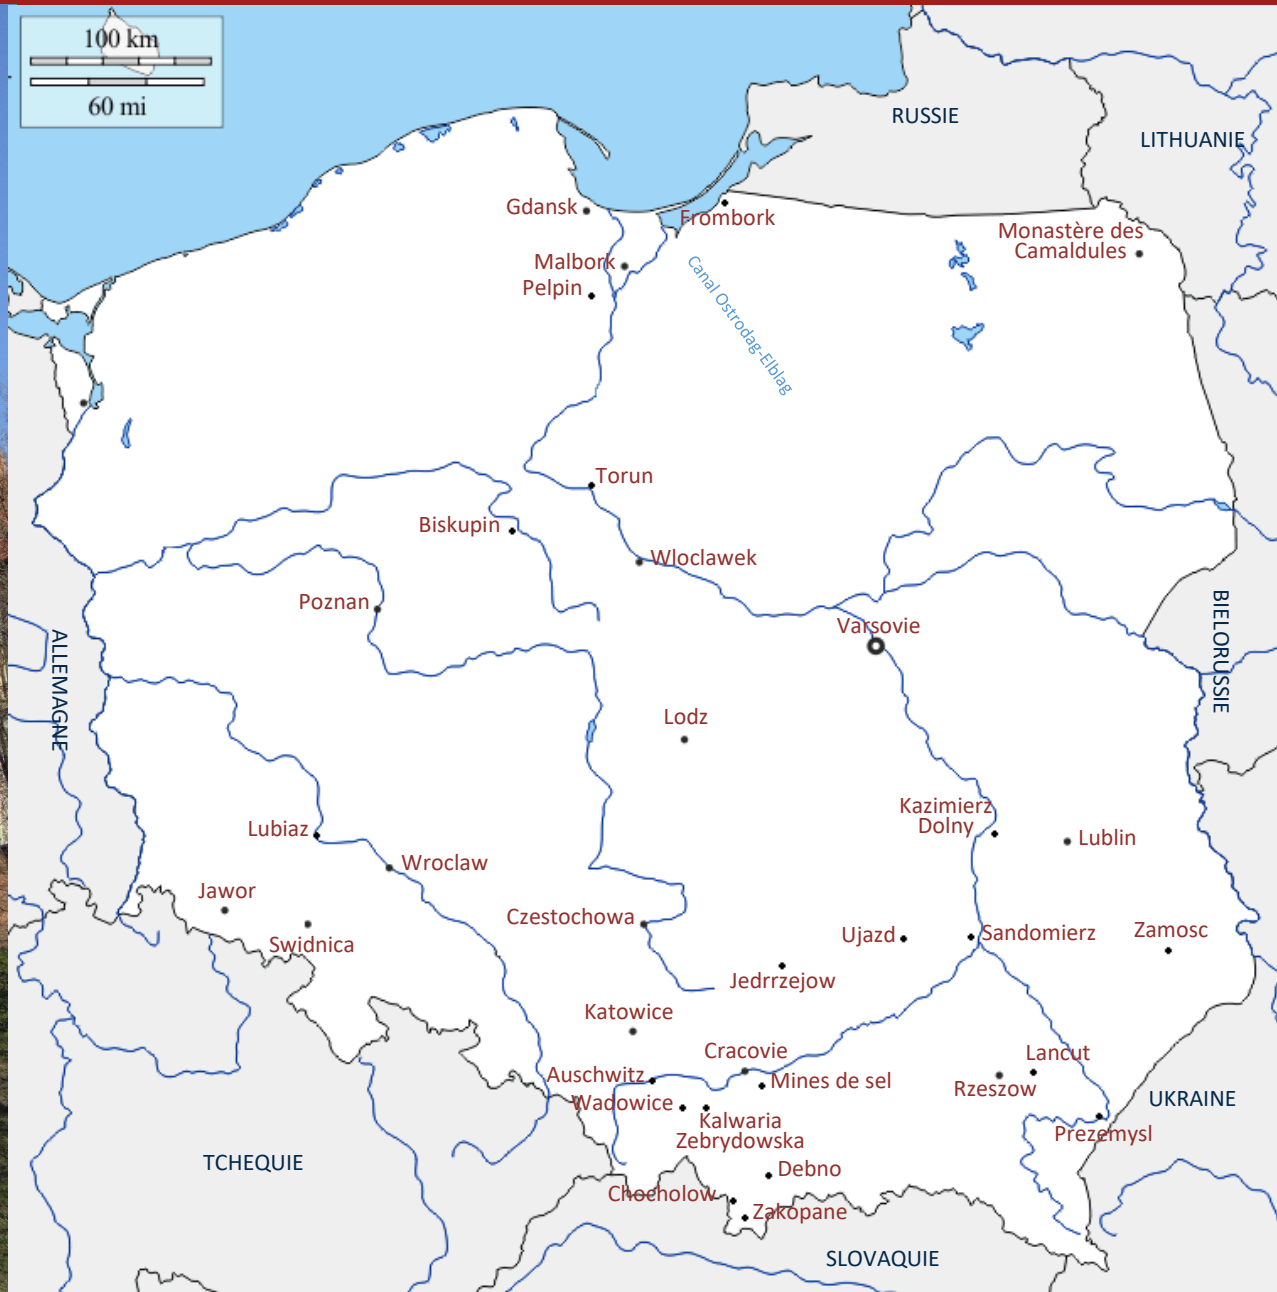 100 km
60 mi
RUSSIE
LITHUANIE
Gdansk
Frombork
Monastère des
Camaldules
Malbork
Pelpin
Canal Ostrodag-Elblag
Torun
Biskupin
Wloclawek
Poznan
Varsovie
BIELORUSSIE
ALLEMAGNE
Lodz
Kazimierz
Dolny
Lublin
Lubiaz
Wroclaw
Jawor
Swidnica
Czestochowa
Ujazd
Sandomierz
Zamosc
Jedrrzejow
Katowice
Cracovie
Lancut
Auschwitz
Mines de sel
Rzeszow
Wadowice
Kalwaria
Zebrydowska
UKRAINE
Prezemysl
TCHEQUIE
Debno
Chocholow
Zakopane
SLOVAQUIE